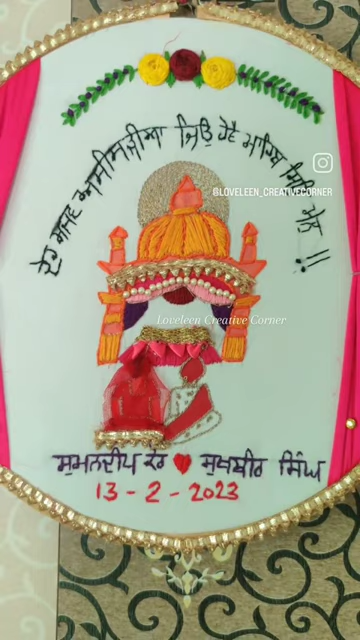 ਦੇਹੁ ਸਜਣ ਅਸੀਸੜੀਆ ਜਿਉ ਹੋਵੈ ਸਾਹਿਬ ਸਿਉ ਮੇਲ !!
@LOVELEEN_CREATIVECORNER
Loveleen Creative Corner
ਸੁਮਨਦੀਪ ਕੌਰ ❤ ਸੁਖਬੀਰ ਸਿੰਘ
13-2-2023